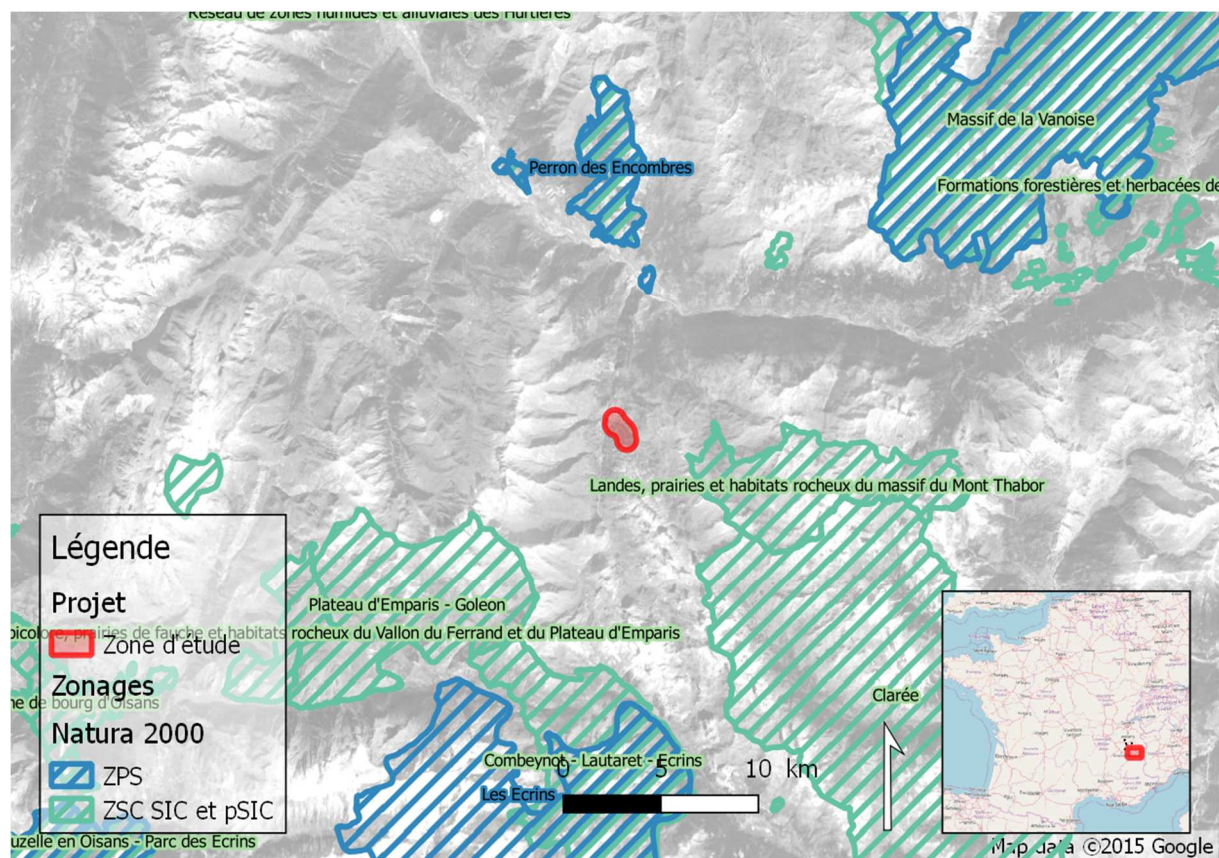 Réseau de zones humides et alluviales des Hurtières
Massif de la Vanoise
Perron des Encombres
Formations forestières et herbacées de
Landes, prairies et habitats rocheux du massif du Mont Thabor
Légende
Projet
Zone d'étude
Zonages
Natura 2000
ZPS
ZSC SIC et pSIC
Plateau d'Emparis - Goleon
bicolore, prairies de fauche et habitats rocheux du Vallon du Ferrand et du Plateau d'Emparis
ne de bourg d'Oisans
Clarée
Combeynot - Lautaret - Ecrins
0 5 10 km
Les Ecrins
uzelle en Oisans - Parc des Ecrins
Map data ©2015 Google